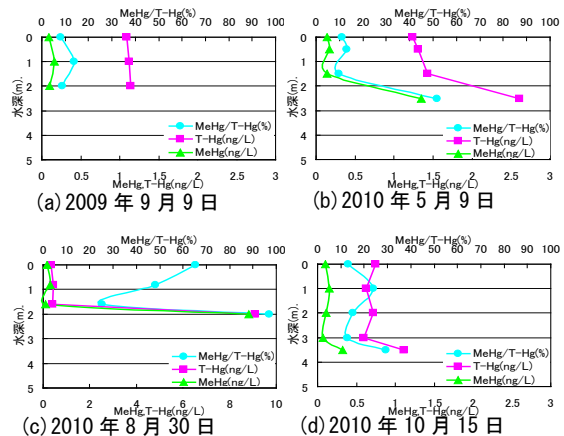 MeHg/T-Hg(%)
0 10 20 30 40 50 60 70 80 90 100
水深(m).
0
1
2
3
4
5
MeHg/T-Hg(%)
T-Hg(ng/L)
MeHg(ng/L)
0 0.5 1 1.5 2 2.5 3
MeHg,T-Hg(ng/L)
(a) 2009 年 9 月 9 日
MeHg/T-Hg(%)
0 10 20 30 40 50 60 70 80 90 100
水深(m).
0
1
2
3
4
5
MeHg/T-Hg(%)
T-Hg(ng/L)
MeHg(ng/L)
0 0.5 1 1.5 2 2.5 3
MeHg,T-Hg(ng/L)
(b) 2010 年 5 月 9 日
MeHg/T-Hg(%)
0 10 20 30 40 50 60 70 80 90 100
水深(m).
0
1
2
3
4
5
MeHg/T-Hg(%)
T-Hg(ng/L)
MeHg(ng/L)
0 2 4 6 8 10
MeHg,T-Hg(ng/L)
(c) 2010 年 8 月 30 日
MeHg/T-Hg(%)
0 10 20 30 40 50 60 70 80 90 100
水深(m).
0
1
2
3
4
5
MeHg/T-Hg(%)
T-Hg(ng/L)
MeHg(ng/L)
0 0.5 1 1.5 2 2.5 3
MeHg,T-Hg(ng/L)
(d) 2010 年 10 月 15 日